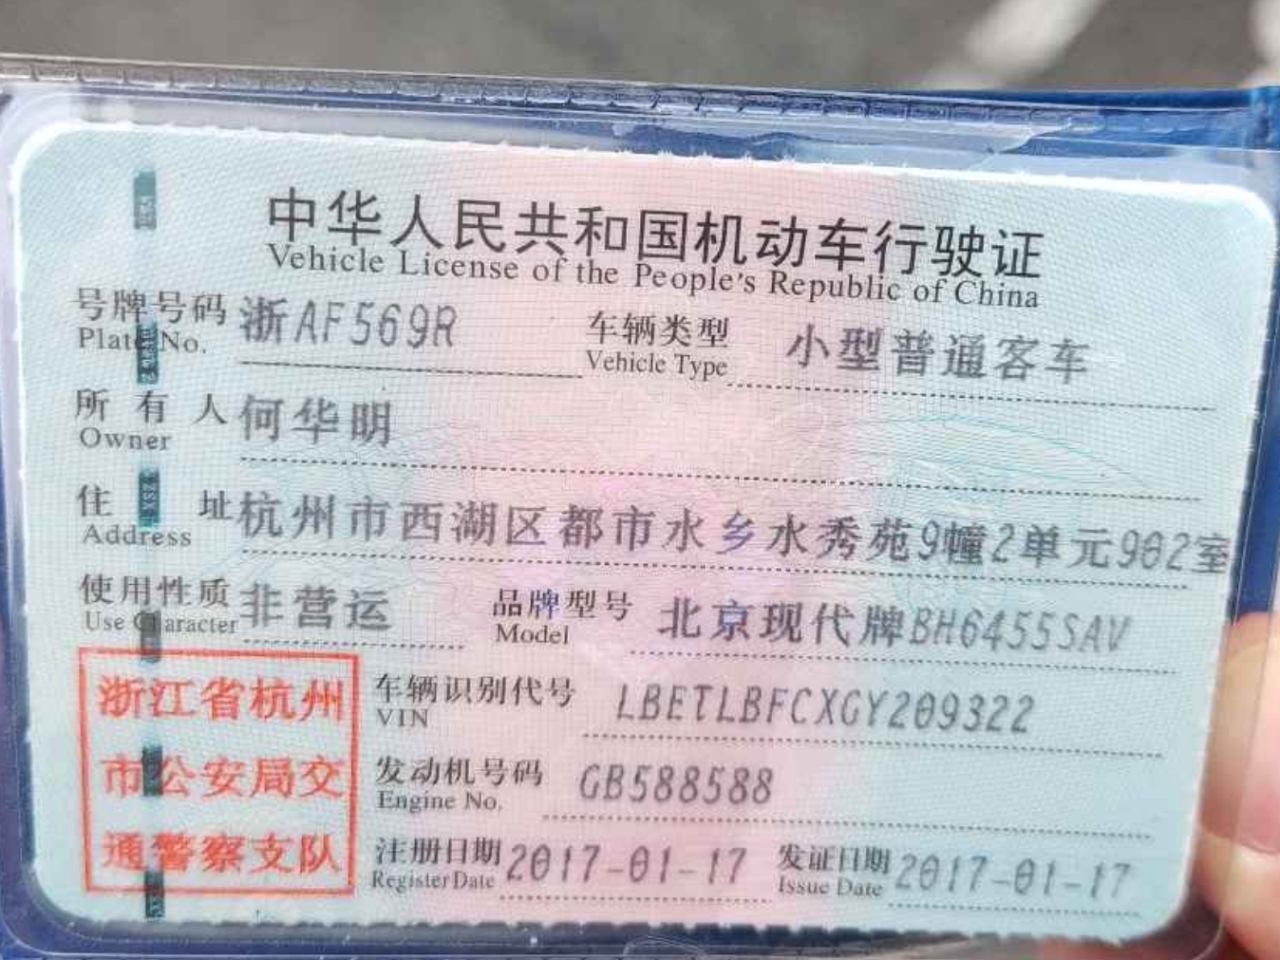 中华人民共和国机动车行驶证
Vehicle License of the People's Republic of China
号牌号码 浙AF569R 车辆类型 小型普通客车
Plate No. Vehicle Type
所有人 何华明
Owner
住址 杭州市西湖区都市水乡水秀苑9幢2单元902室
Address
使用性质 非营运 品牌型号 北京现代牌BH6455SAV
Use Character Model
浙江省杭州
市公安局交
通警察支队
车辆识别代号 LBETLBFCXGY209322
VIN
发动机号码 GB588588
Engine No.
注册日期 2017-01-17 发证日期 2017-01-17
Register Date Issue Date